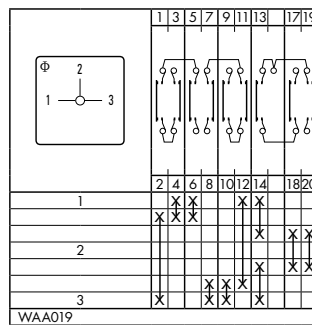 1 3 5 7 9 11 13 17 19
Φ 2
1 3
2 4 6 8 10 12 14 18 20
1 X X X X
X X X
X X X
2
X X X
X X X
3 X X X X
WAA019